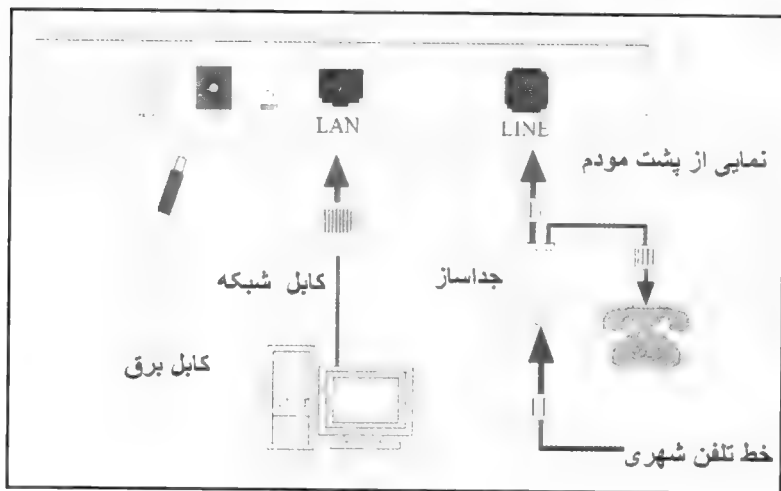 LAN
LINE
نمایی از پشت مودم
کابل شبکه
جداساز
کابل برق
خط تلفن شهری